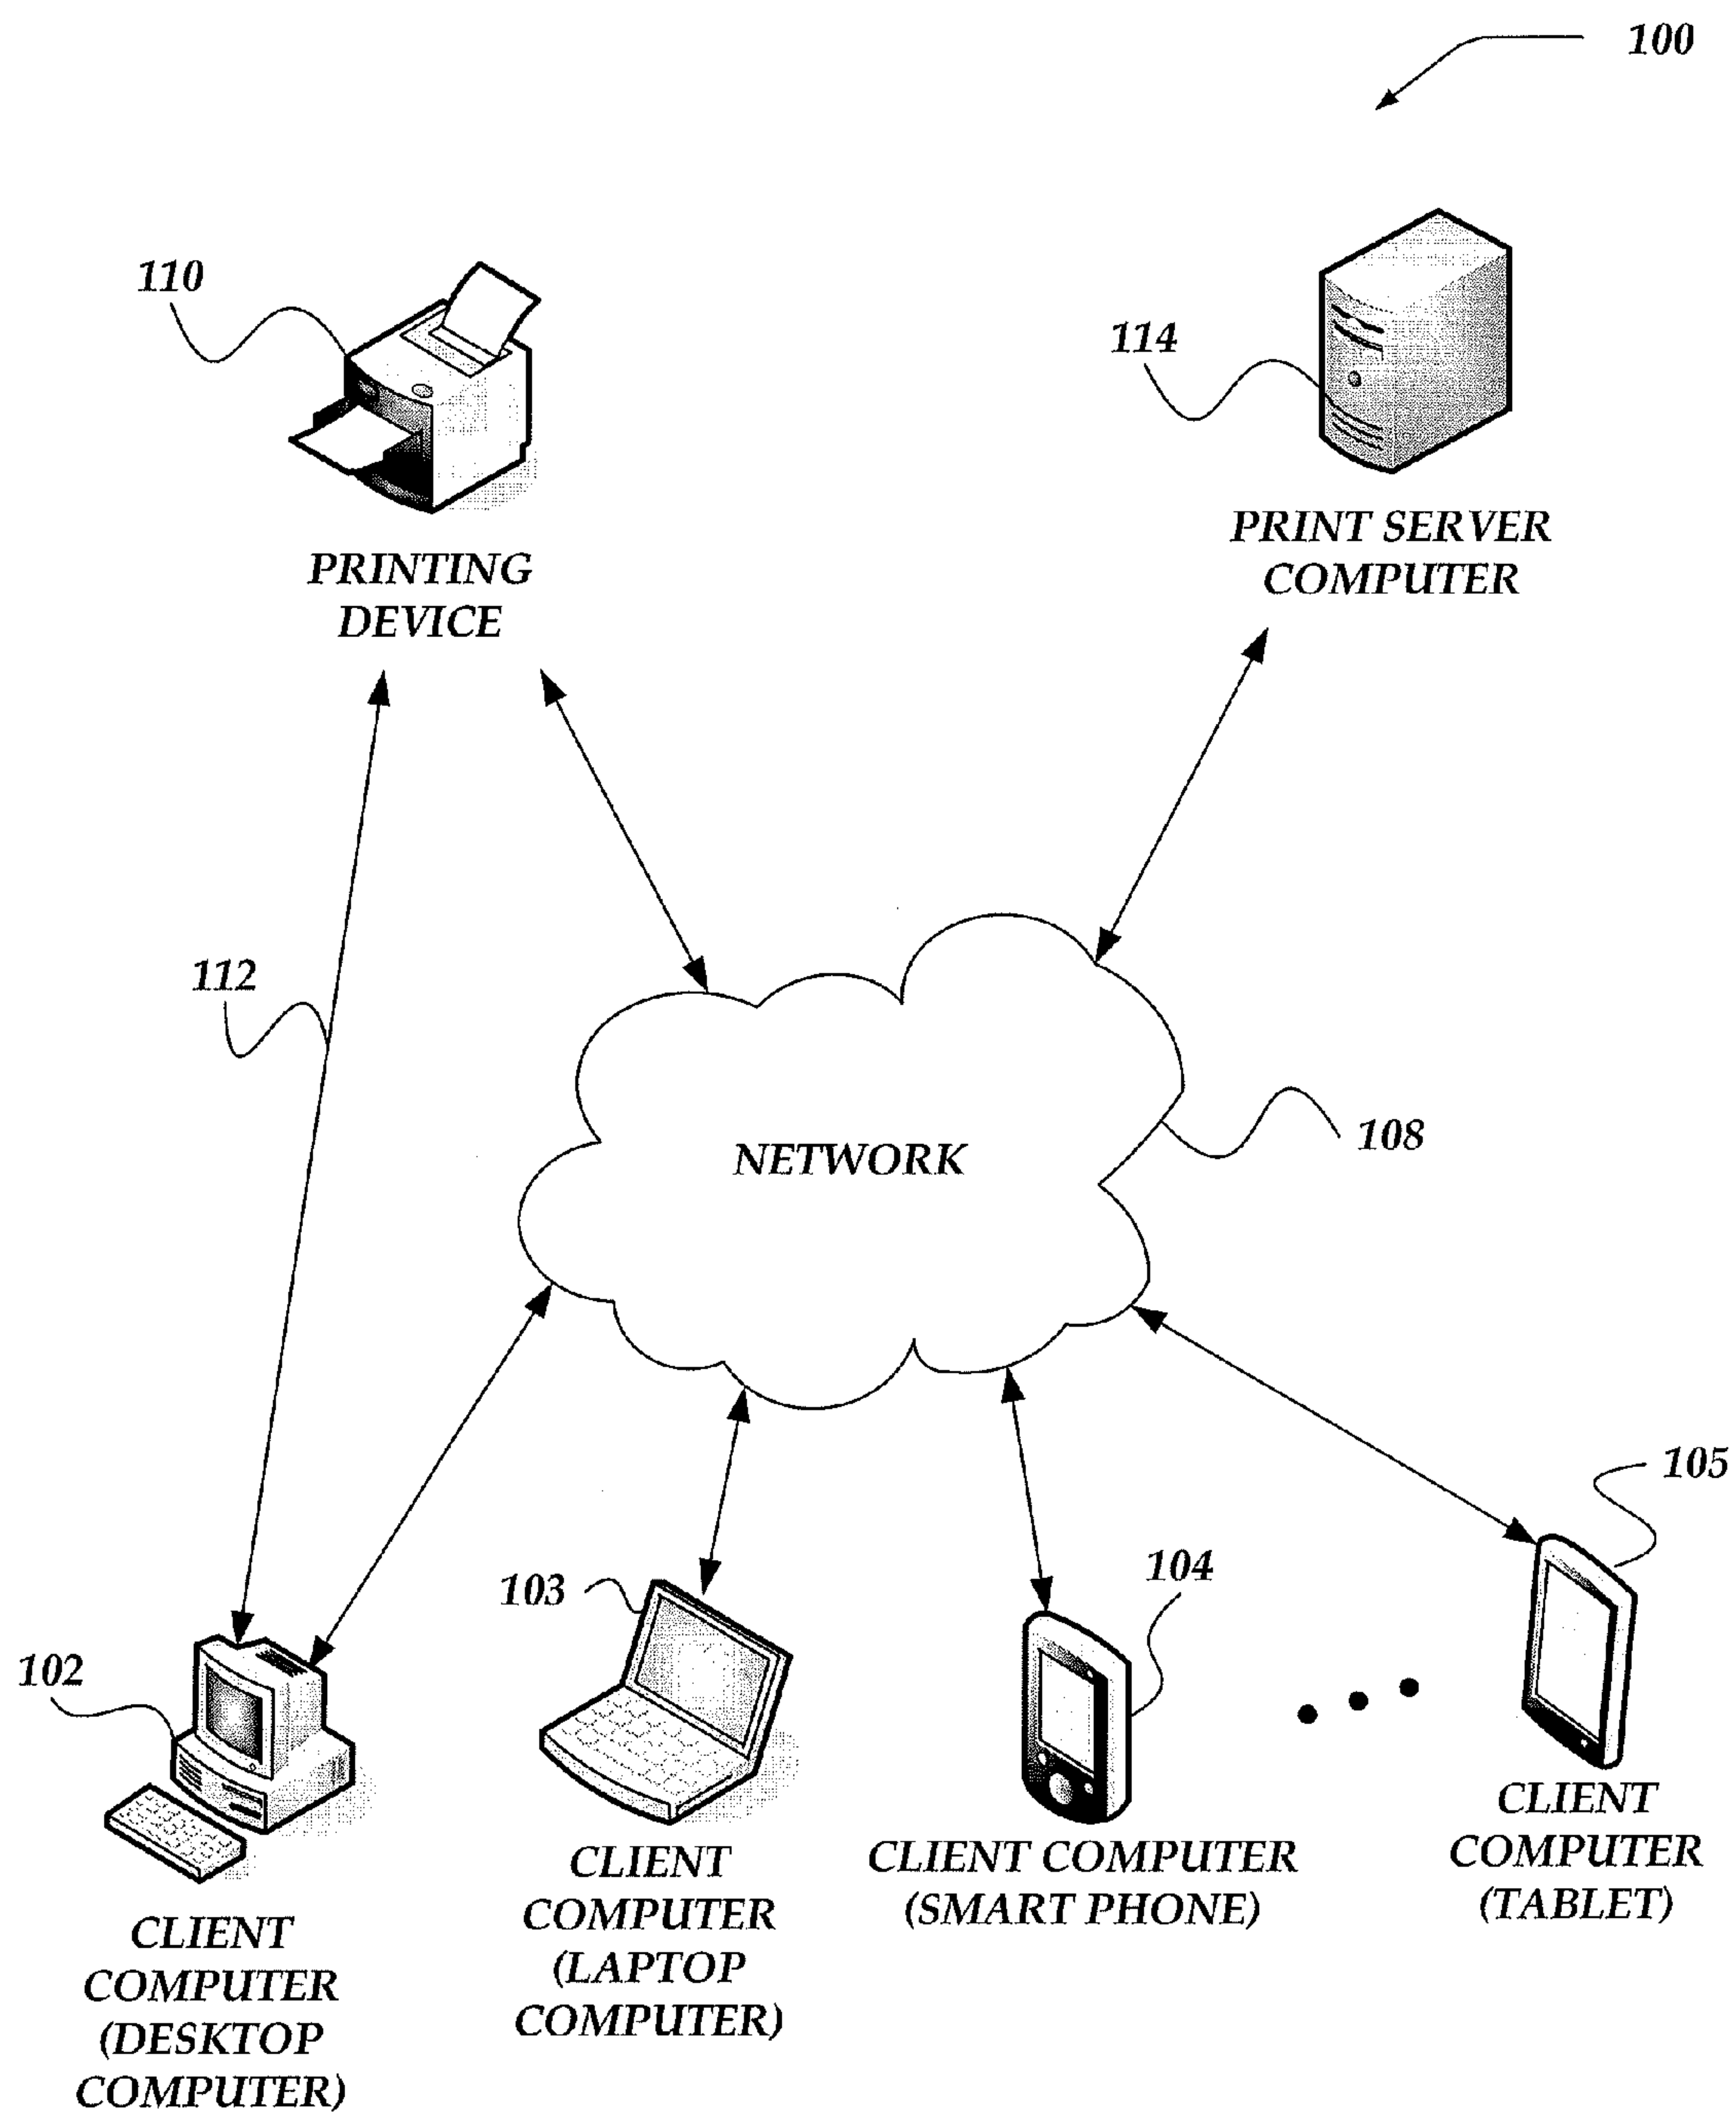 100
110
114
PRINT SERVER
COMPUTER
PRINTING
DEVICE
112
NETWORK
108
105
103
104
102
CLIENT
COMPUTER
(DESKTOP
COMPUTER)
CLIENT
COMPUTER
(LAPTOP
COMPUTER)
CLIENT COMPUTER
(SMART PHONE)
CLIENT
COMPUTER
(TABLET)